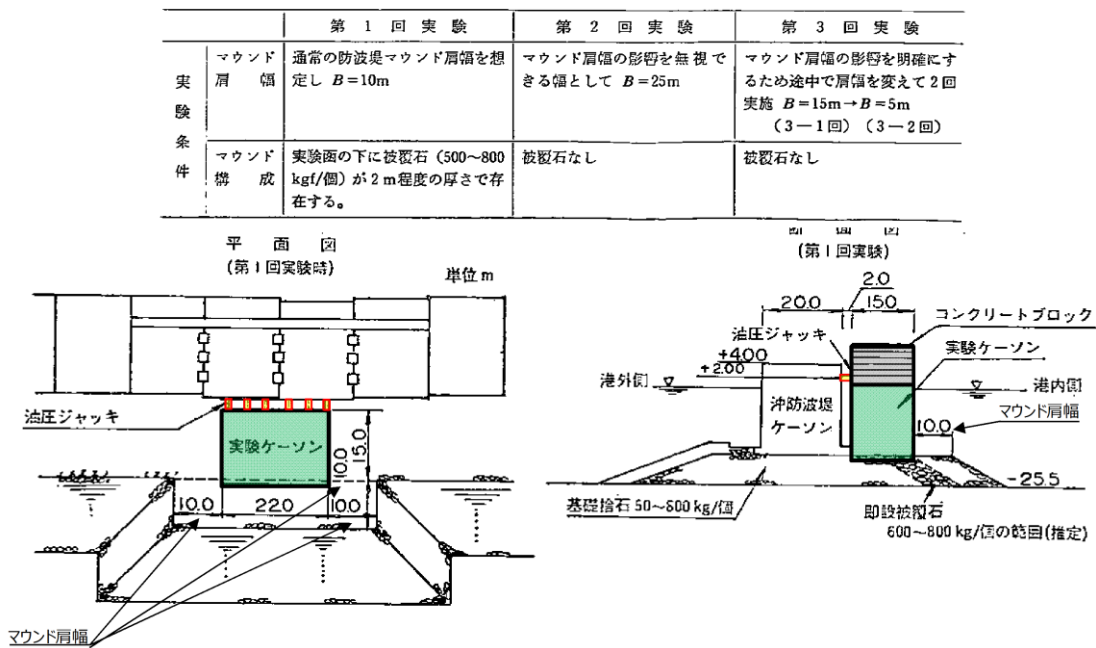 第 1 回 実 験
第 2 回 実 験
第 3 回 実 験
実験条件
マウンド
肩 幅
通常の防波堤マウンド肩幅を想
定し B=10m
マウンド肩幅の影響を無視で
きる幅として B=25m
マウンド肩幅の影響を明確にす
るため途中で肩幅を変えて2回
実施 B=15m→B=5m
(3－1回) (3－2回)
マウンド
構 成
実験函の下に被覆石 (500～800
kgf/個) が 2 m 程度の厚さで存
在する。
被覆石なし
被覆石なし
平 面 図
(第1回実験時)
単位 m
油圧ジャッキ
実験ケーソン
10.0
15.0
10.0
22.0
10.0
マウンド肩幅
断 面 図
(第1回実験)
2.0
20.0
15.0
コンクリートブロック
油圧ジャッキ
実験ケーソン
+4.00
+2.00
港外側
港内側
沖防波堤
ケーソン
マウンド肩幅
10.0
-25.5
基礎捨石 50～800 kg/個
既設被覆石
600～800 kg/個の範囲(推定)